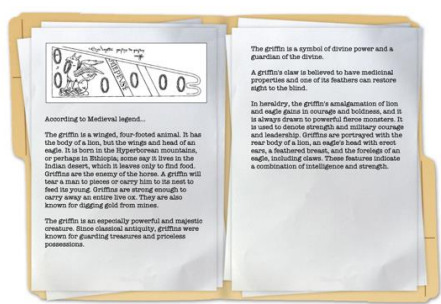 According to Medieval legend...
The griffin is a winged, four-footed animal. It has
the body of a lion, but the wings and head of an
eagle. It is born in the Hyperborean mountains,
or perhaps in Ethiopia; some say it lives in the
Indian desert, which it leaves only to find food.
Griffins are the enemy of the horse. A griffin will
tear a man to pieces or carry him to its nest to
feed its young. Griffins are strong enough to
carry away an entire live ox. They are also
known for digging gold from mines.
The griffin is an especially powerful and majestic
creature. Since classical antiquity, griffins were
known for guarding treasures and priceless
possessions.
The griffin is a symbol of divine power and a
guardian of the divine.
A griffin's claw is believed to have medicinal
properties and one of its feathers can restore
sight to the blind.
In heraldry, the griffin's amalgamation of lion
and eagle gains in courage and boldness, and it
is always drawn to powerful fierce monsters. It
is used to denote strength and military courage
and leadership. Griffins are portrayed with the
rear body of a lion, an eagle's head with erect
ears, a feathered breast, and the forelegs of an
eagle, including claws. These features indicate
a combination of intelligence and strength.